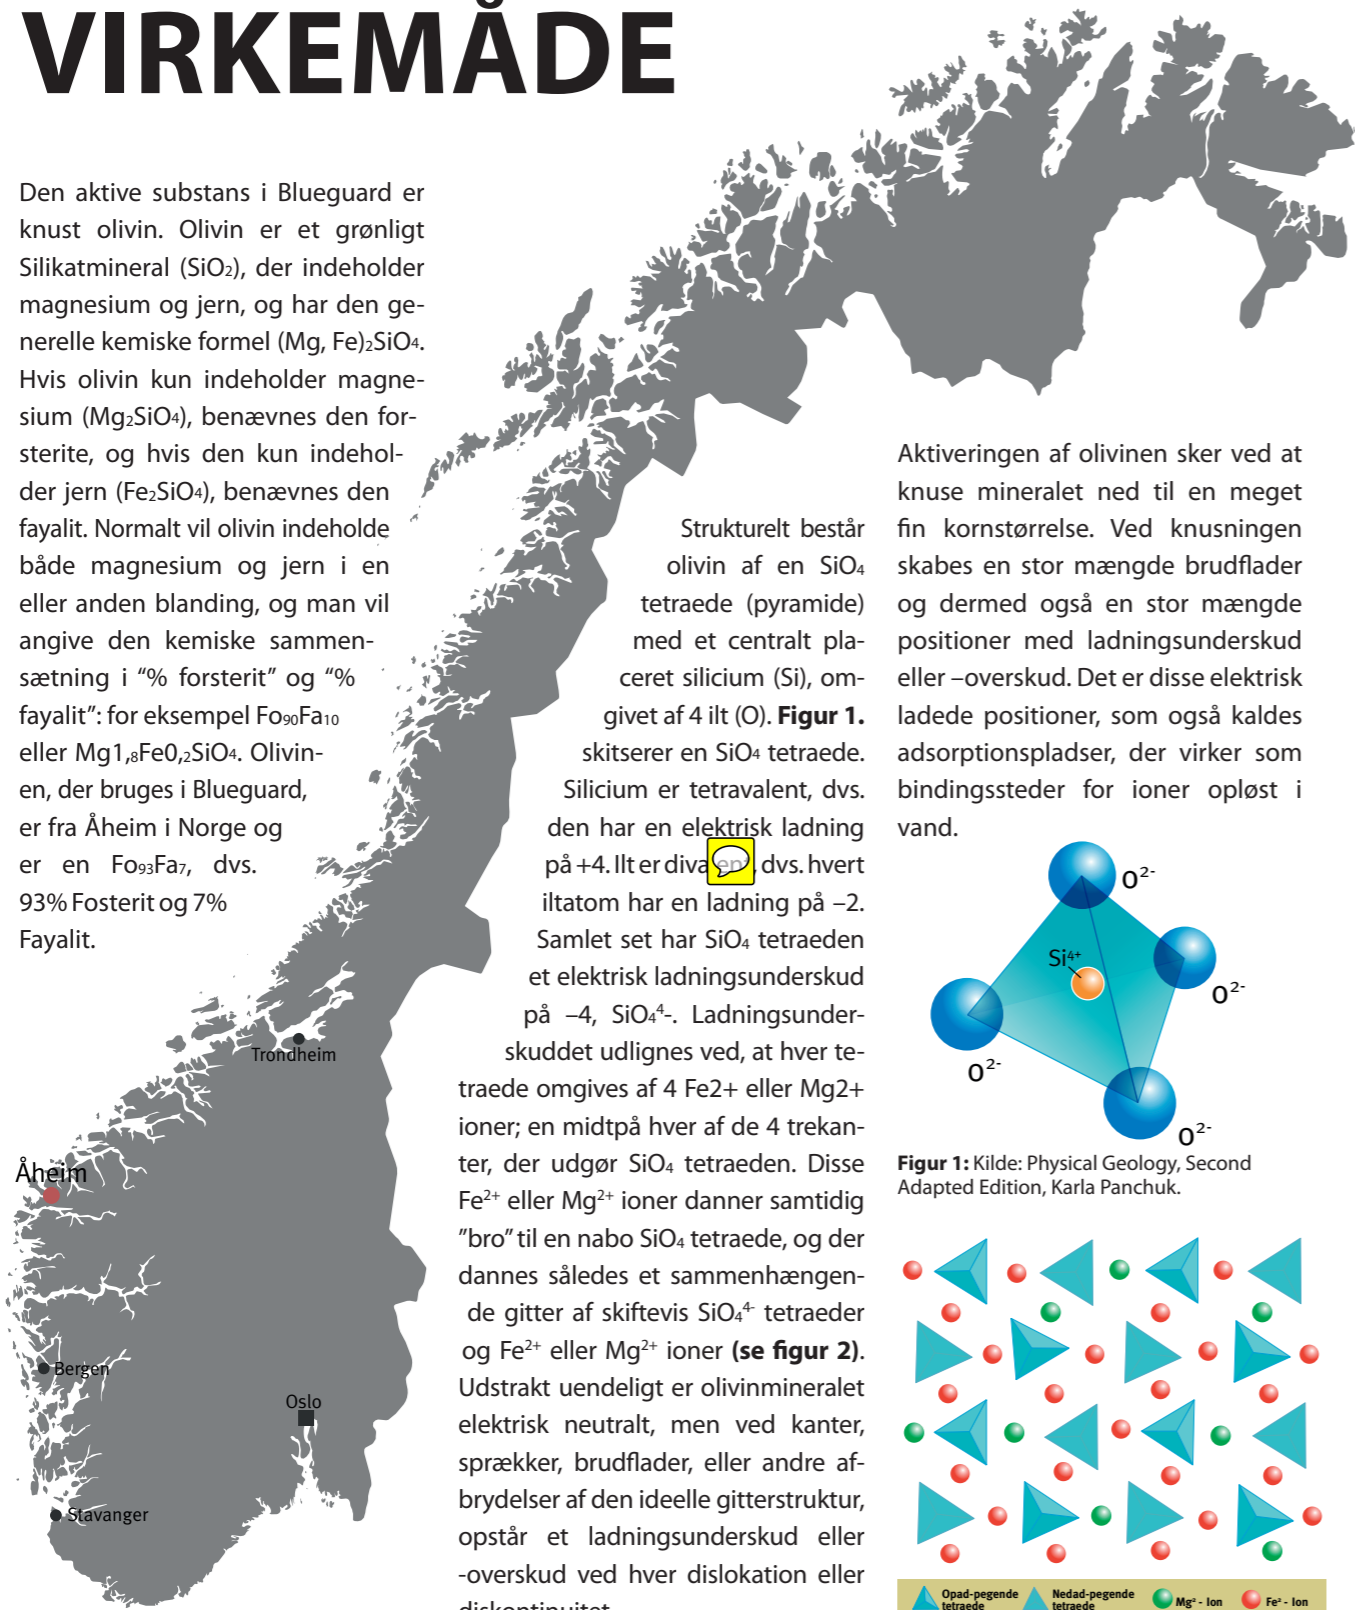 VIRKEMÅDE
Den aktive substans i Blueguard er
knust olivin. Olivin er et grønligt
Silikatmineral (SiO₂), der indeholder
magnesium og jern, og har den ge-
nerelle kemiske formel (Mg, Fe)₂SiO₄.
Hvis olivin kun indeholder magne-
sium (Mg₂SiO₄), benævnes den for-
sterite, og hvis den kun indehol-
der jern (Fe₂SiO₄), benævnes den
fayalit. Normalt vil olivin indeholde
både magnesium og jern i en
eller anden blanding, og man vil
angive den kemiske sammen-
sætning i “% forsterit” og “%
fayalit”: for eksempel Fo₉₀Fa₁₀
eller Mg1,₈Fe0,₂SiO₄. Olivin-
en, der bruges i Blueguard,
er fra Åheim i Norge og
er en Fo₉₃Fa₇, dvs.
93% Fosterit og 7%
Fayalit.
Strukturelt består
olivin af en SiO₄
tetraede (pyramide)
med et centralt pla-
ceret silicium (Si), om-
givet af 4 ilt (O). Figur 1.
skitserer en SiO₄ tetraede.
Silicium er tetravalent, dvs.
den har en elektrisk ladning
på +4. Ilt er divalent, dvs. hvert
iltatom har en ladning på –2.
Samlet set har SiO₄ tetraeden
et elektrisk ladningsunderskud
på –4, SiO₄⁴-. Ladningsunder-
skuddet udlignes ved, at hver te-
traede omgives af 4 Fe2+ eller Mg2+
ioner; en midtpå hver af de 4 trekan-
ter, der udgør SiO₄ tetraeden. Disse
Fe²⁺ eller Mg²⁺ ioner danner samtidig
”bro” til en nabo SiO₄ tetraede, og der
dannes således et sammenhængen-
de gitter af skiftevis SiO₄⁴⁻ tetraeder
og Fe²⁺ eller Mg²⁺ ioner (se figur 2).
Udstrakt uendeligt er olivinmineralet
elektrisk neutralt, men ved kanter,
sprækker, brudflader, eller andre af-
brydelser af den ideelle gitterstruktur,
opstår et ladningsunderskud eller
-overskud ved hver dislokation eller
diskontinuitet.
Aktiveringen af olivinen sker ved at
knuse mineralet ned til en meget
fin kornstørrelse. Ved knusningen
skabes en stor mængde brudflader
og dermed også en stor mængde
positioner med ladningsunderskud
eller –overskud. Det er disse elektrisk
ladede positioner, som også kaldes
adsorptionspladser, der virker som
bindingssteder for ioner opløst i
vand.
O²⁻
Si⁴⁺
O²⁻
O²⁻
O²⁻
Figur 1: Kilde: Physical Geology, Second
Adapted Edition, Karla Panchuk.
Opad-pegende
tetraede
Nedad-pegende
tetraede
Mg² - Ion
Fe² - Ion
Trondheim
Åheim
Bergen
Oslo
Stavanger